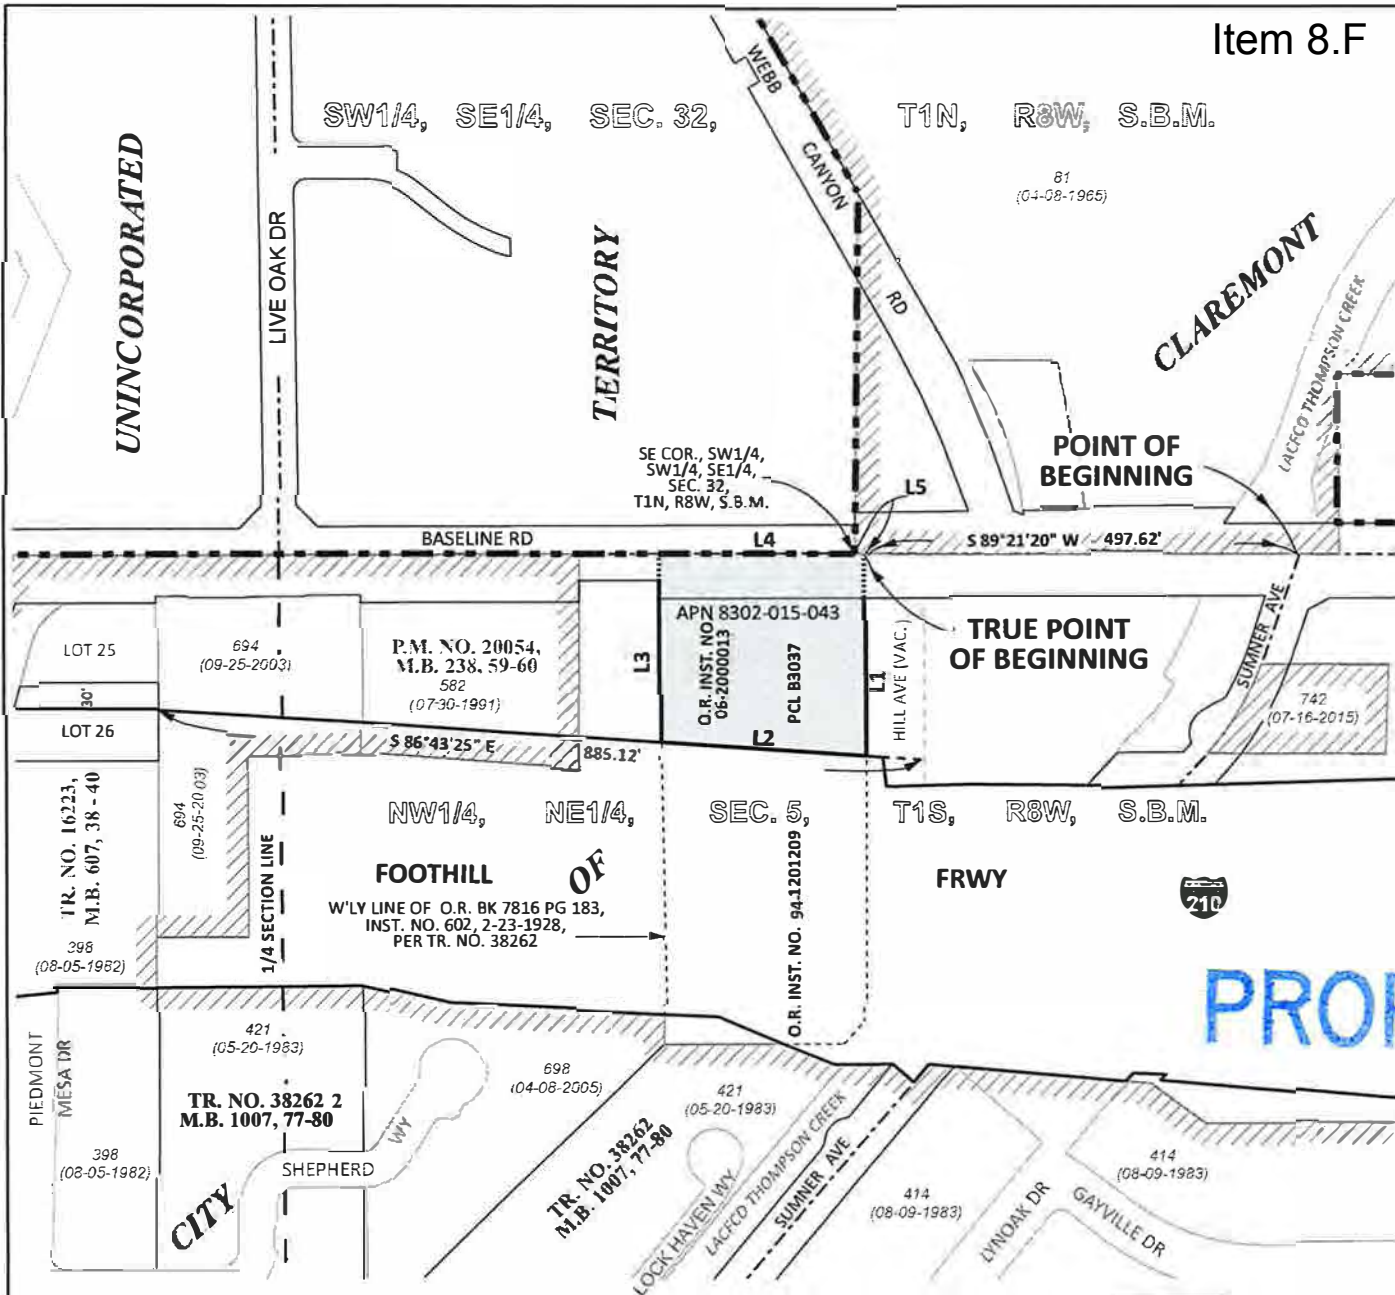 Item 8.F
SW1/4, SE1/4, SEC. 32, T1N, R8W, S.B.M.
WEBB
CANYON
RD
81
(04-08-1965)
UNINCORPORATED
LIVE OAK DR
TERRITORY
CLAREMONT
LACFCD THOMPSON CREEK
POINT OF
BEGINNING
SE COR., SW1/4,
SW1/4, SE1/4,
SEC. 32,
T1N, R8W, S.B.M.
L5
BASELINE RD
L4
S 89°21'20" W 497.62'
APN 8302-015-043
TRUE POINT
OF BEGINNING
SUMNER AVE
LOT 25
694
(09-25-2003)
P.M. NO. 20054,
M.B. 238, 59-60
582
(07-30-1991)
L3
O.R. INST. NO.
06-2000013
PCL B3037
L1
HILL AVE (VAC.)
742
(07-16-2015)
30'
LOT 26
S 86°43'25" E
885.12'
L2
TR. NO. 16223,
M.B. 607, 38 - 40
694
(09-25-2003)
NW1/4, NE1/4, SEC. 5, T1S, R8W, S.B.M.
1/4 SECTION LINE
FOOTHILL
OF
FRWY
210
W'LY LINE OF O.R. BK 7816 PG 183,
INST. NO. 602, 2-23-1928,
PER TR. NO. 38262
O.R. INST. NO. 94-1201209
398
(08-05-1982)
PIEDMONT
MESA DR
421
(05-20-1983)
TR. NO. 38262 2
M.B. 1007, 77-80
WY
698
(04-08-2005)
421
(05-20-1983)
TR. NO. 38262
M.B. 1007, 77-80
398
(08-05-1982)
SHEPHERD
CITY
LOCK HAVEN WY
LACFCD THOMPSON CREEK
SUMNER AVE
414
(08-09-1983)
LYNOAK DR
GAYVILLE DR
414
(08-09-1983)